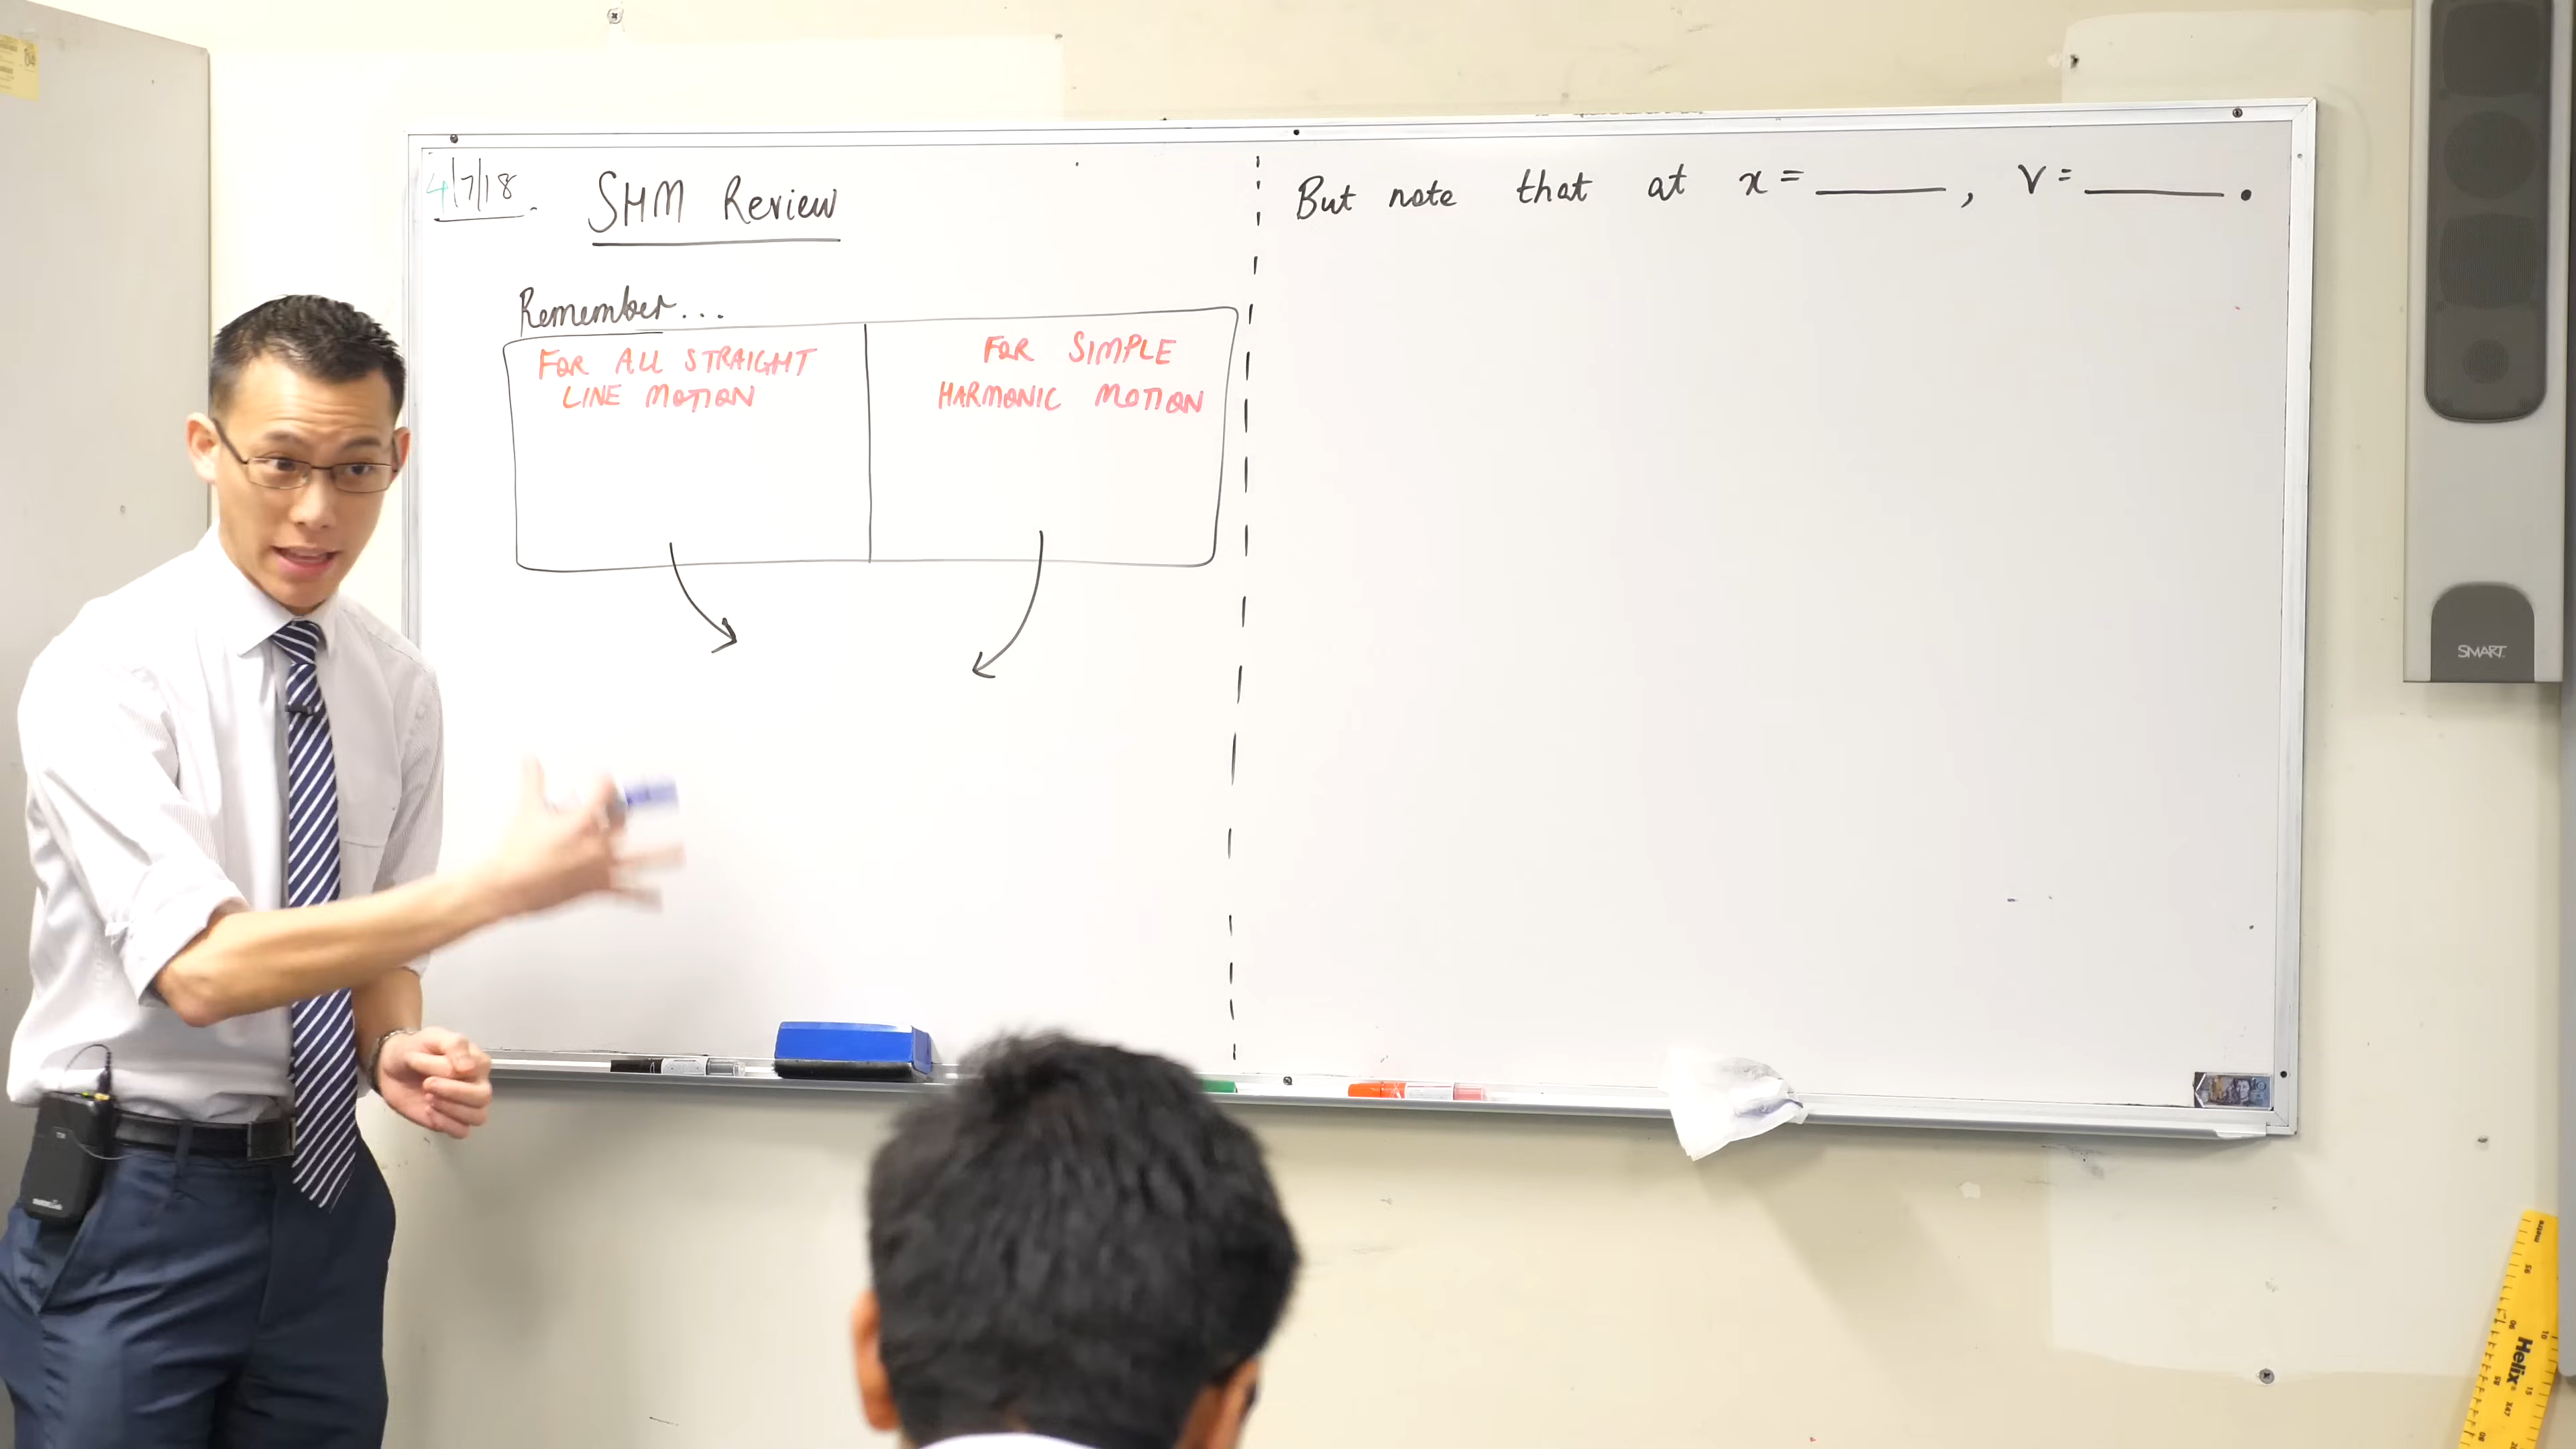 4/7/18.
SHM Review
Remember...
FOR ALL STRAIGHT
LINE MOTION
FOR SIMPLE
HARMONIC MOTION
But note that at x = ____, v = ____.
SMART
metre
Helix